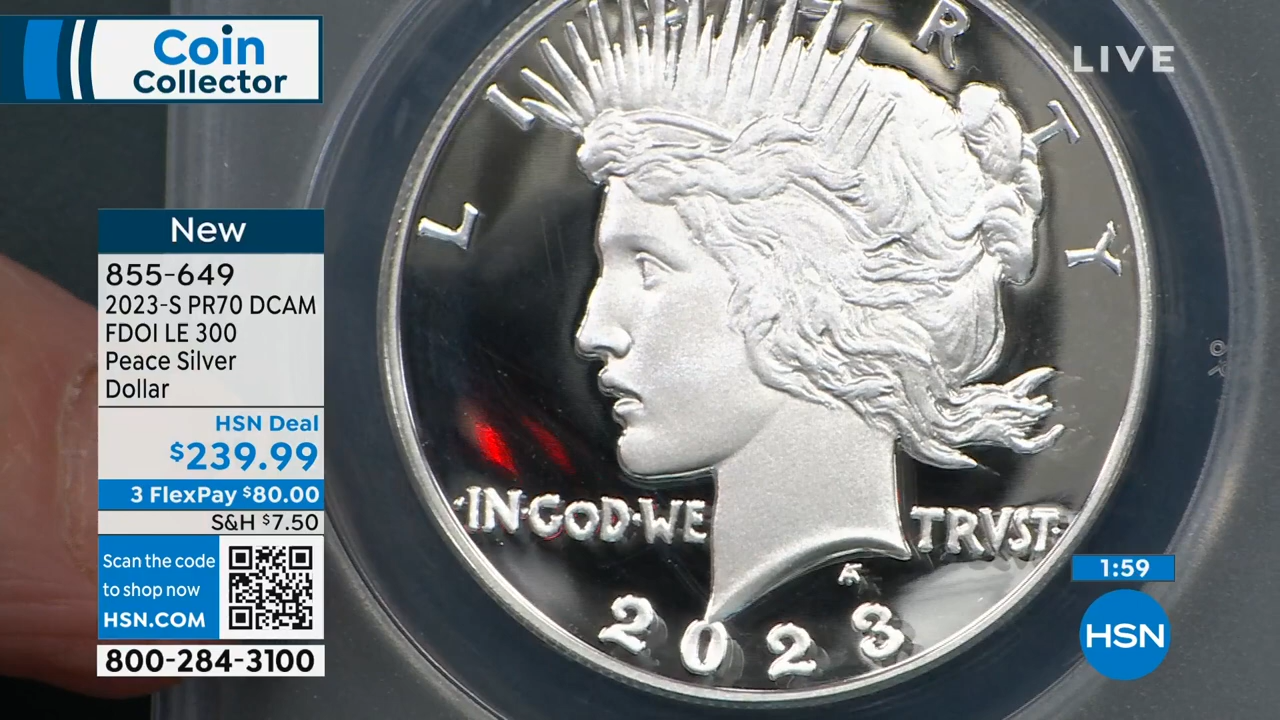 Coin
Collector
LIVE
New
855-649
2023-S PR70 DCAM
FDOI LE 300
Peace Silver
Dollar
HSN Deal
$239.99
3 FlexPay $80.00
S&H $7.50
Scan the code
to shop now
HSN.COM
800-284-3100
L I RTY
·IN·GOD·WE TRVST·
2023
1:59
HSN